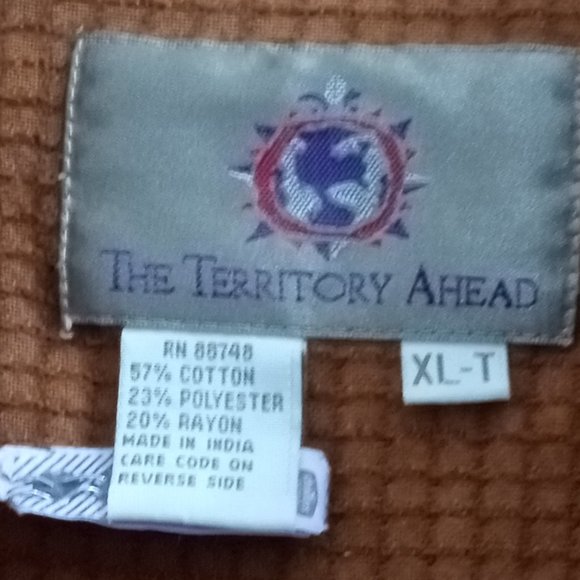 THE TERRITORY AHEAD
RN 88748
57% COTTON
23% POLYESTER
20% RAYON
MADE IN INDIA
CARE CODE ON
REVERSE SIDE
XL-T